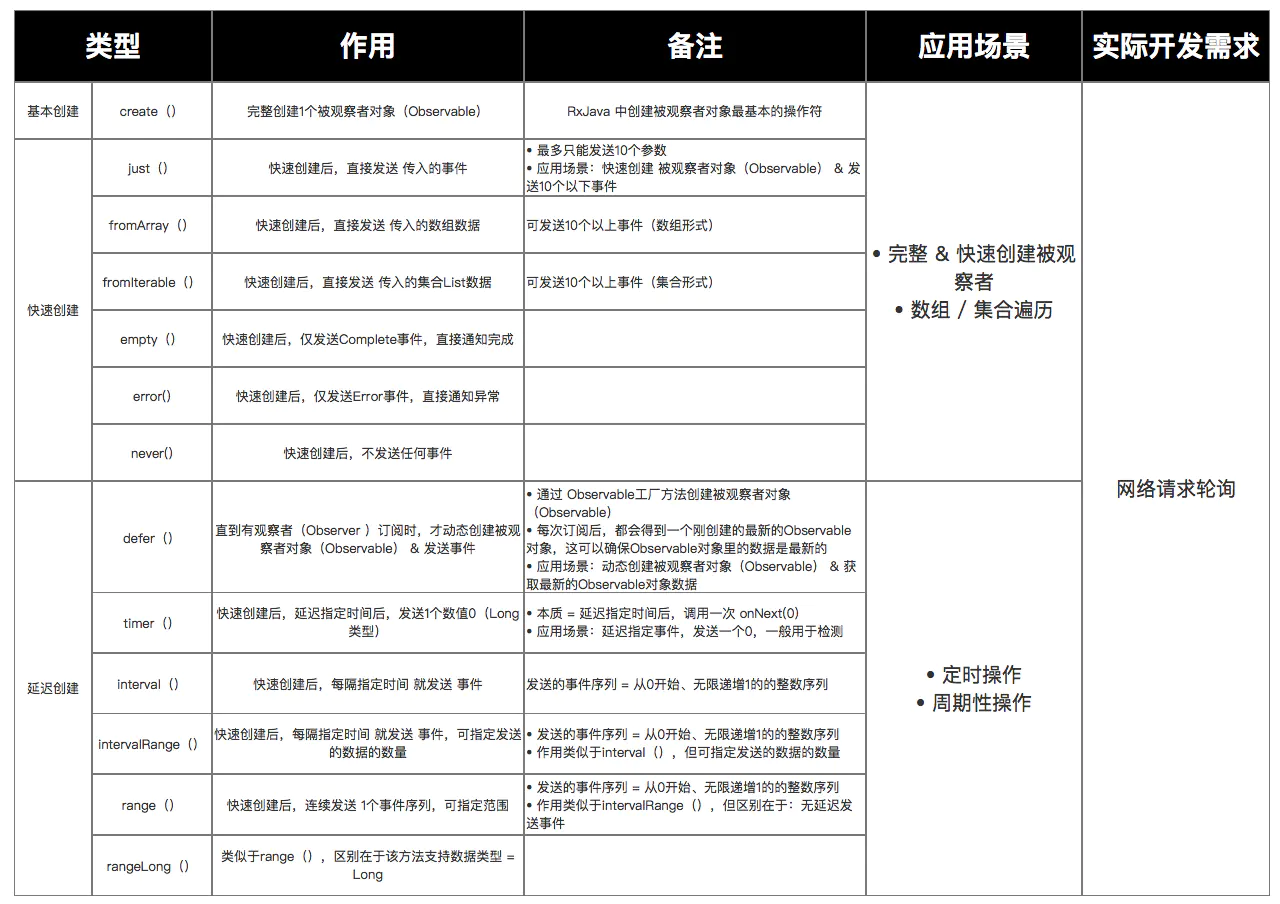 类型
作用
备注
应用场景
实际开发需求
基本创建
create（）
完整创建1个被观察者对象（Observable）
RxJava 中创建被观察者对象最基本的操作符
快速创建
just（）
快速创建后，直接发送 传入的事件
• 最多只能发送10个参数
• 应用场景：快速创建 被观察者对象（Observable） & 发
送10个以下事件
fromArray（）
快速创建后，直接发送 传入的数组数据
可发送10个以上事件（数组形式）
fromIterable（）
快速创建后，直接发送 传入的集合List数据
可发送10个以上事件（集合形式）
empty（）
快速创建后，仅发送Complete事件，直接通知完成
error()
快速创建后，仅发送Error事件，直接通知异常
never()
快速创建后，不发送任何事件
• 完整 & 快速创建被观
察者
• 数组 / 集合遍历
延迟创建
defer（）
直到有观察者（Observer ）订阅时，才动态创建被观
察者对象（Observable） & 发送事件
• 通过 Observable工厂方法创建被观察者对象
（Observable）
• 每次订阅后，都会得到一个刚创建的最新的Observable
对象，这可以确保Observable对象里的数据是最新的
• 应用场景：动态创建被观察者对象（Observable） & 获
取最新的Observable对象数据
timer（）
快速创建后，延迟指定时间后，发送1个数值0（Long
类型）
• 本质 = 延迟指定时间后，调用一次 onNext(0)
• 应用场景：延迟指定事件，发送一个0，一般用于检测
interval（）
快速创建后，每隔指定时间 就发送 事件
发送的事件序列 = 从0开始、无限递增1的的整数序列
intervalRange（）
快速创建后，每隔指定时间 就发送 事件，可指定发送
的数据的数量
• 发送的事件序列 = 从0开始、无限递增1的的整数序列
• 作用类似于interval（），但可指定发送的数据的数量
range（）
快速创建后，连续发送 1个事件序列，可指定范围
• 发送的事件序列 = 从0开始、无限递增1的的整数序列
• 作用类似于intervalRange（），但区别在于：无延迟发
送事件
rangeLong（）
类似于range（），区别在于该方法支持数据类型 =
Long
• 定时操作
• 周期性操作
网络请求轮询